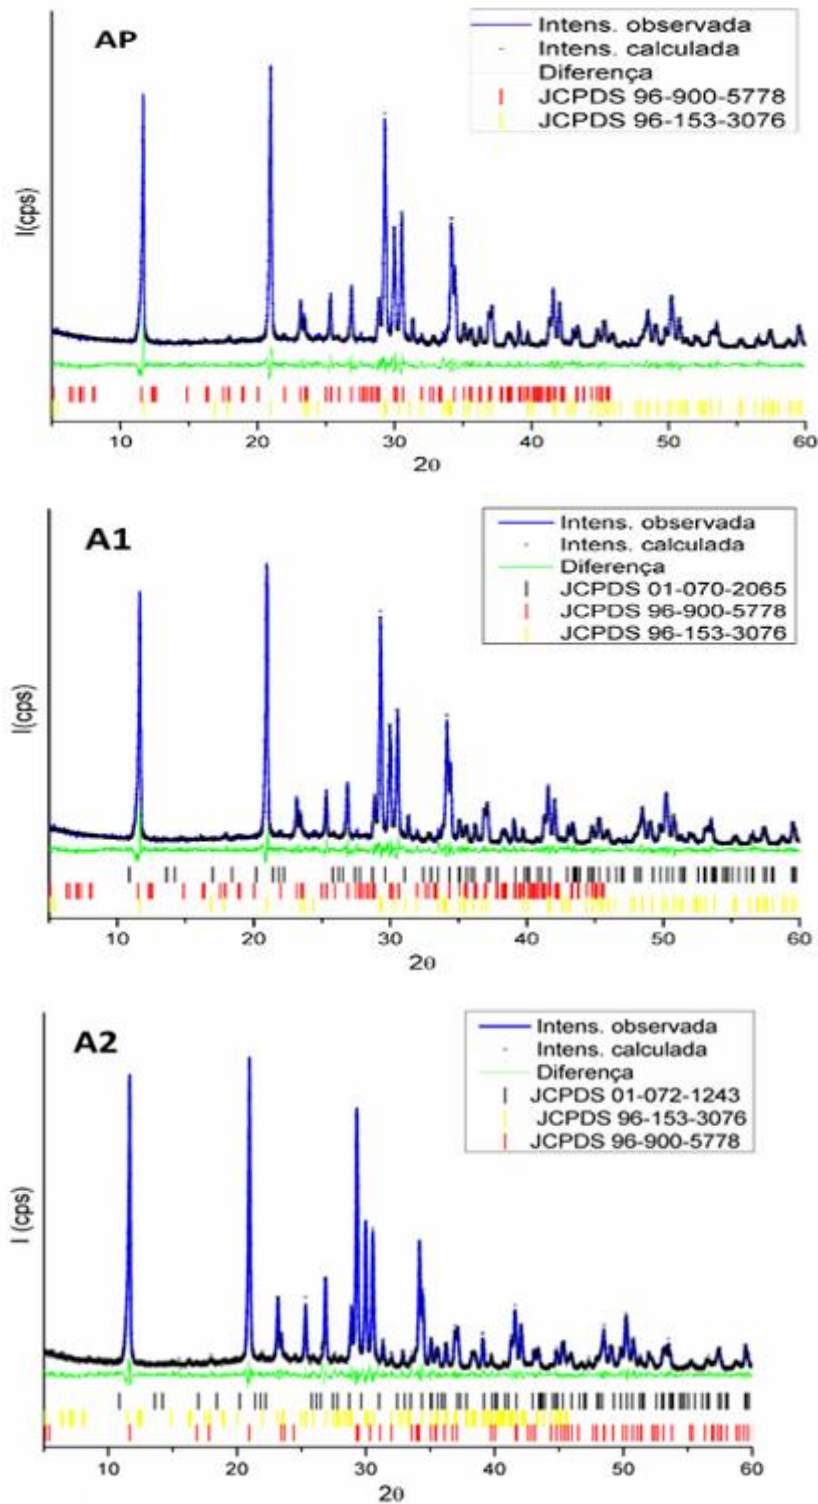 AP
Intens. observada
Intens. calculada
Diferença
JCPDS 96-900-5778
JCPDS 96-153-3076
I(cps)
10 20 30 40 50 60
2θ
A1
Intens. observada
Intens. calculada
Diferença
JCPDS 01-070-2065
JCPDS 96-900-5778
JCPDS 96-153-3076
I(cps)
10 20 30 40 50 60
2θ
A2
Intens. observada
Intens. calculada
Diferença
JCPDS 01-072-1243
JCPDS 96-153-3076
JCPDS 96-900-5778
I (cps)
10 20 30 40 50 60
2θ